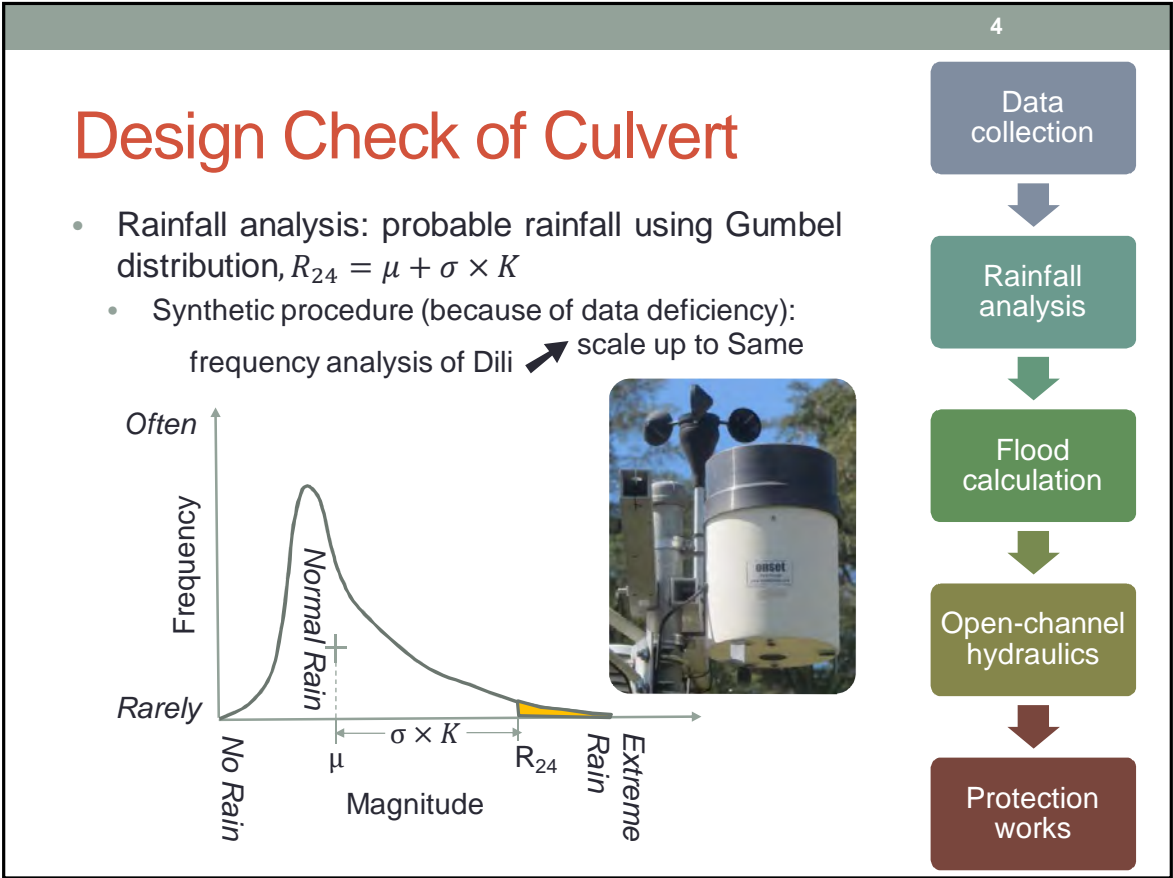 4
Design Check of Culvert
• Rainfall analysis: probable rainfall using Gumbel
distribution, R₂₄ = μ + σ × K
• Synthetic procedure (because of data deficiency):
frequency analysis of Dili
scale up to Same
Often
Frequency
Rarely
Normal Rain
σ × K
No Rain
μ
R₂₄
Extreme
Rain
Magnitude
onset
Data
collection
Rainfall
analysis
Flood
calculation
Open-channel
hydraulics
Protection
works